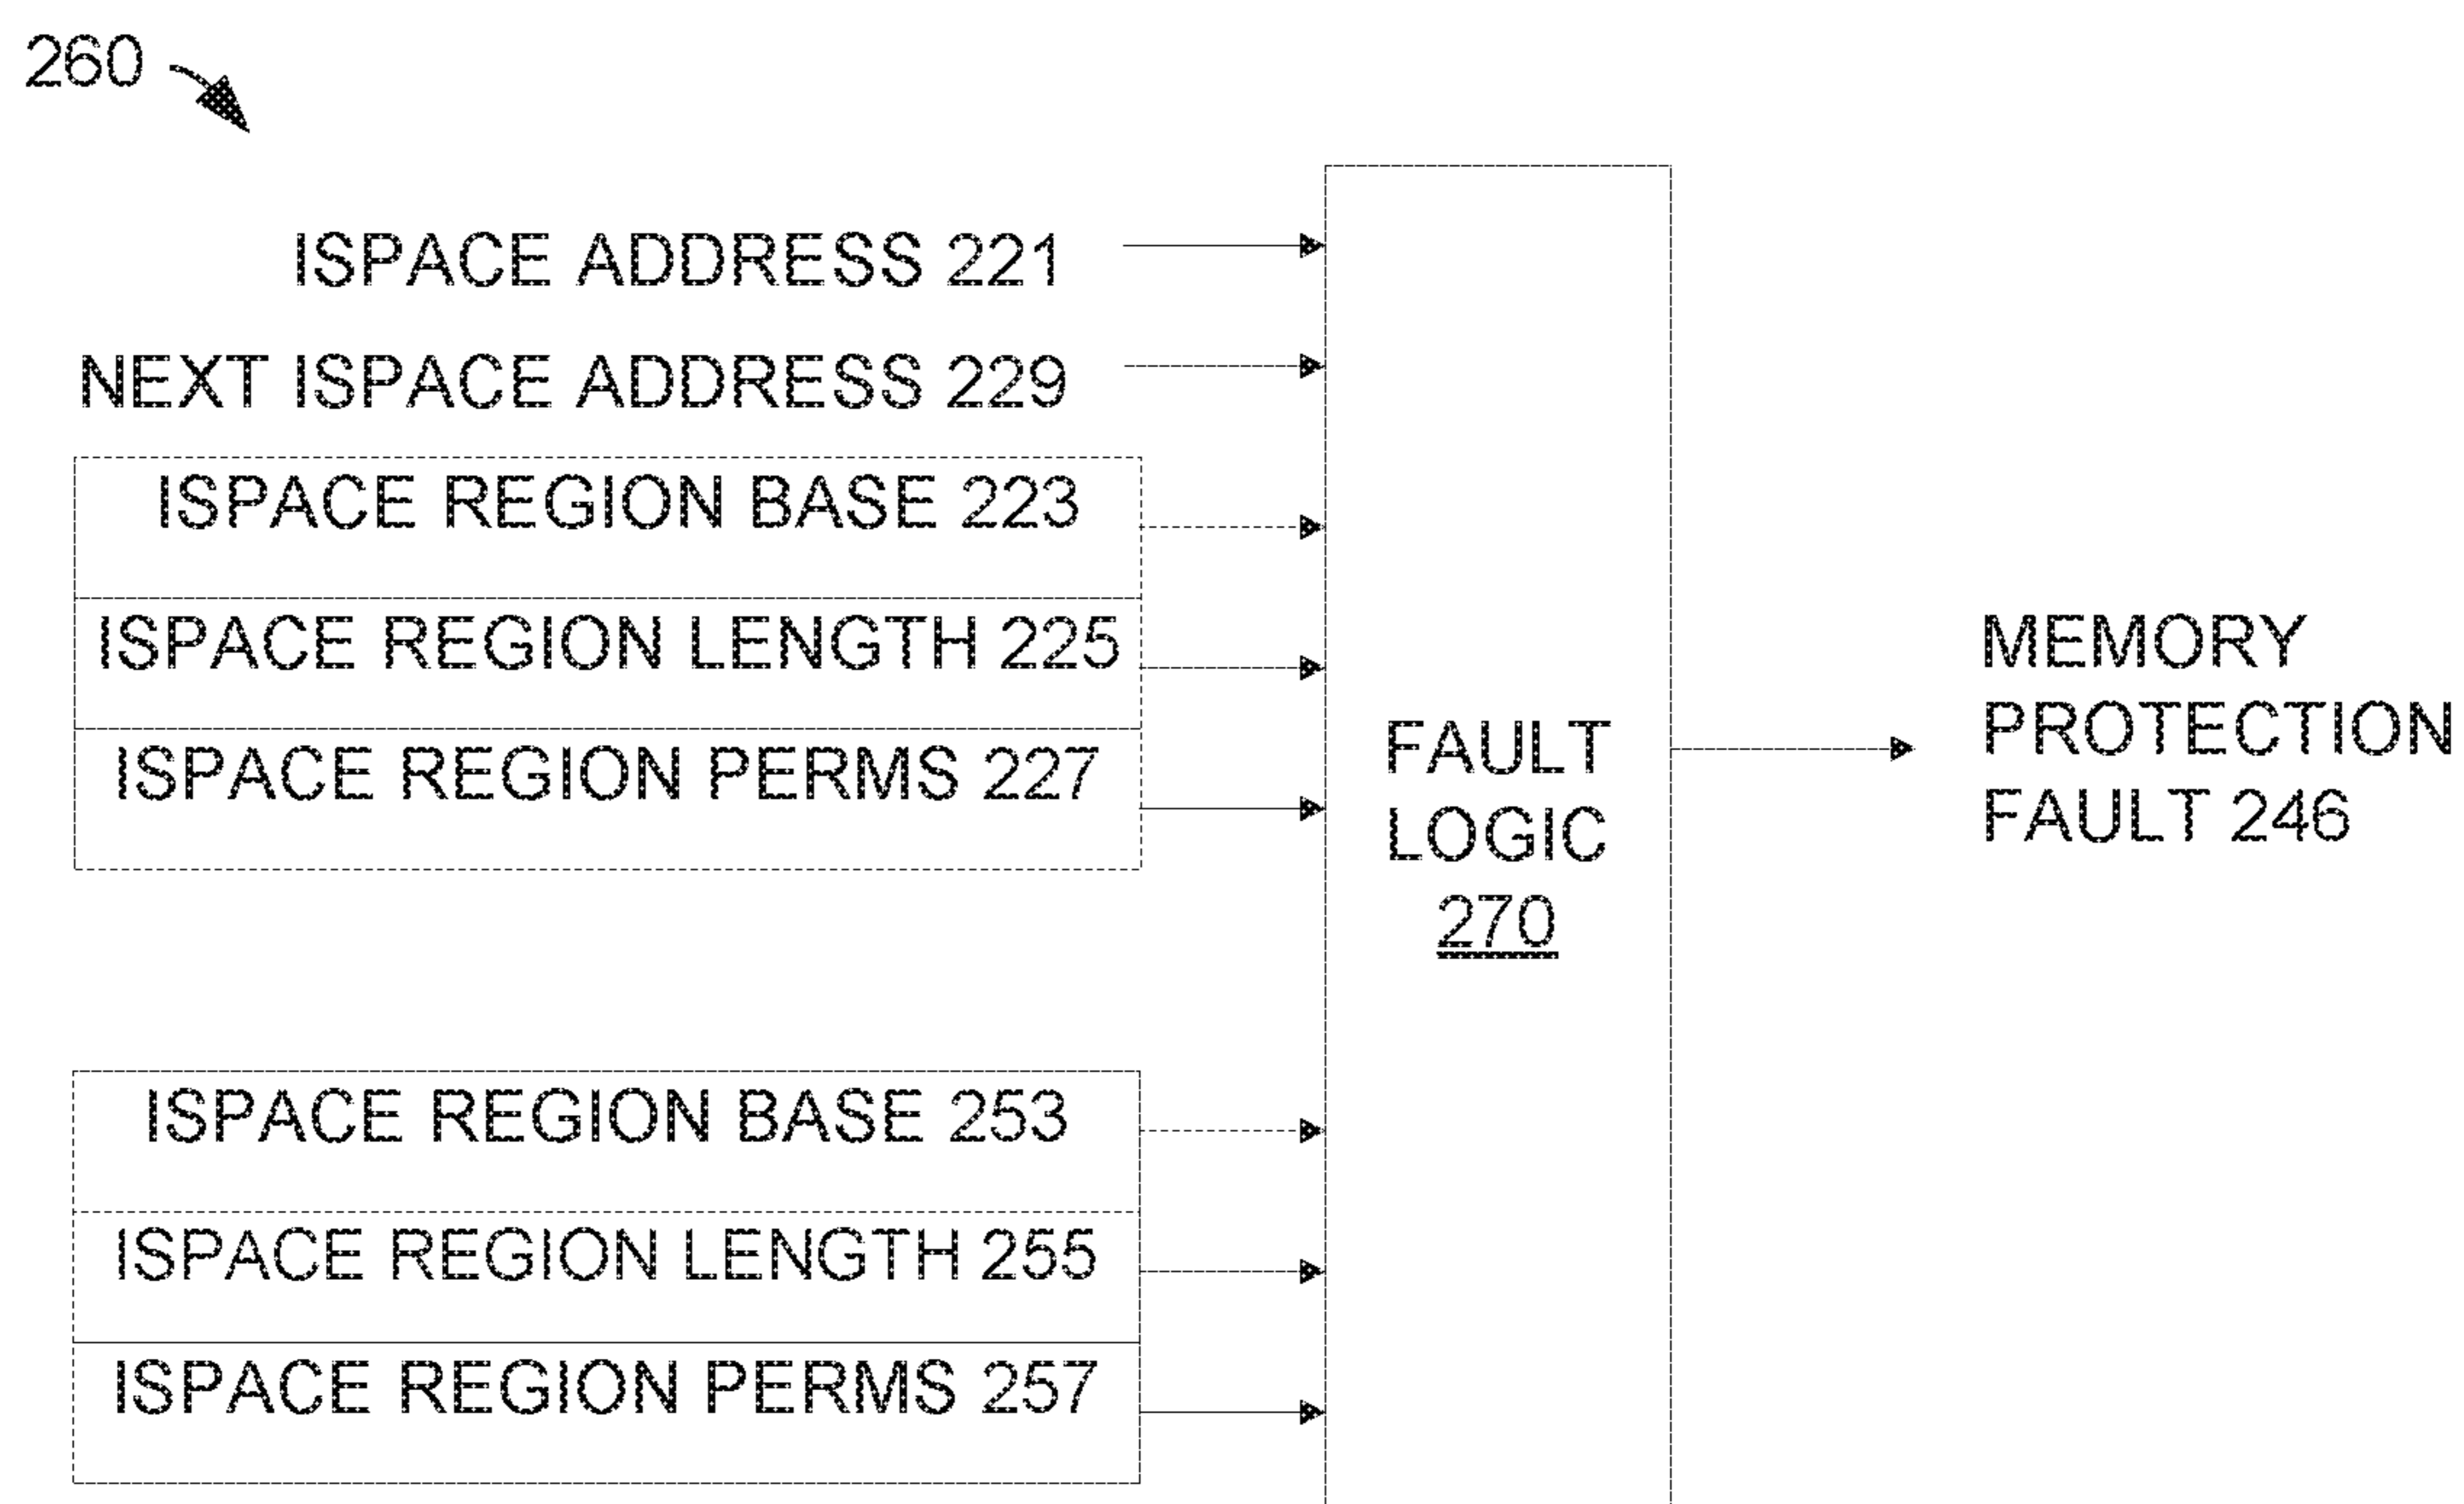 260
ISPACE ADDRESS 221
NEXT ISPACE ADDRESS 229
ISPACE REGION BASE 223
ISPACE REGION LENGTH 225
ISPACE REGION PERMS 227
FAULT
LOGIC
270
MEMORY
PROTECTION
FAULT 246
ISPACE REGION BASE 253
ISPACE REGION LENGTH 255
ISPACE REGION PERMS 257